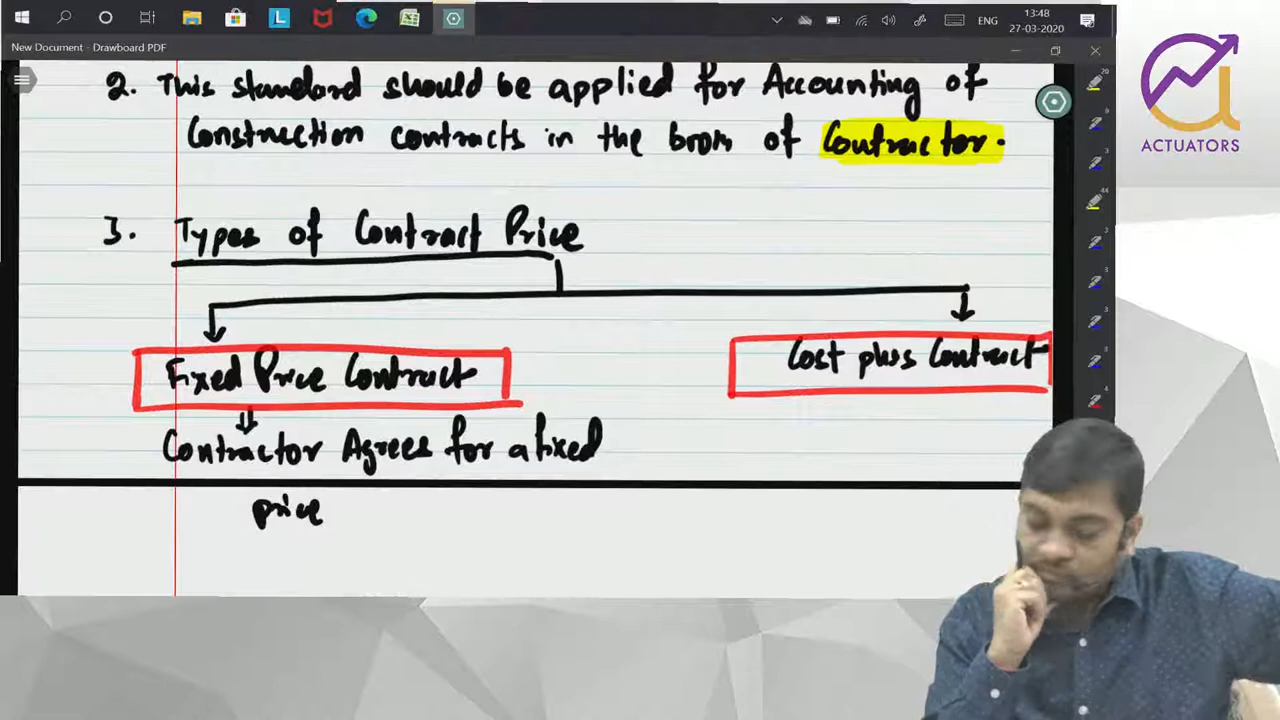 13:48
ENG
27-03-2020
New Document - Drawboard PDF
2. This standard should be applied for Accounting of
Construction contracts in the books of Contractor.
ACTUATORS
3. Types of Contract Price
Fixed Price Contract
Cost plus Contract
Contractor Agrees for a fixed
price